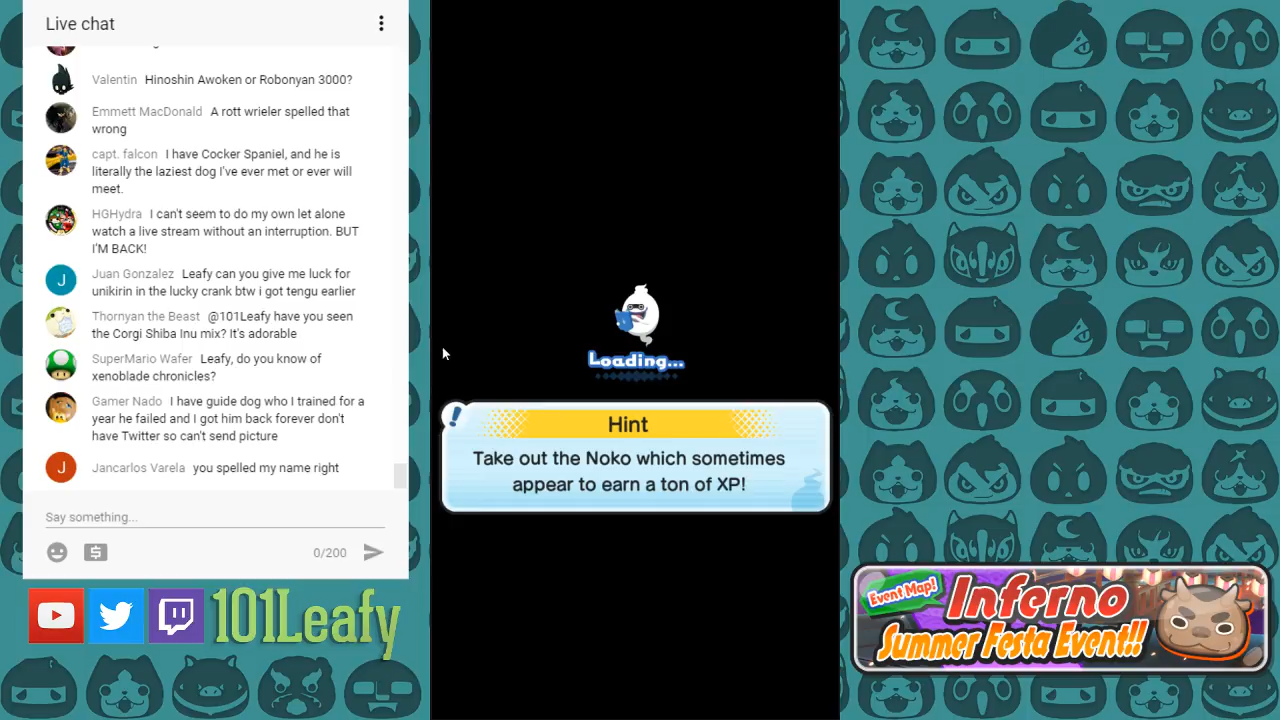 Live chat
Valentin Hinoshin Awoken or Robonyan 3000?
Emmett MacDonald A rott wrieler spelled that
wrong
capt. falcon I have Cocker Spaniel, and he is
literally the laziest dog I've ever met or ever will
meet.
HGHydra I can't seem to do my own let alone
watch a live stream without an interruption. BUT
I'M BACK!
J
Juan Gonzalez Leafy can you give me luck for
unikirin in the lucky crank btw i got tengu earlier
Thornyan the Beast @101Leafy have you seen
the Corgi Shiba Inu mix? It's adorable
SuperMario Wafer Leafy, do you know of
xenoblade chronicles?
Gamer Nado I have guide dog who I trained for a
year he failed and I got him back forever don't
have Twitter so can't send picture
J
Jancarlos Varela you spelled my name right
Say something...
0/200
101Leafy
Loading...
!
Hint
Take out the Noko which sometimes
appear to earn a ton of XP!
Event Map!
Inferno
Summer Festa Event!!